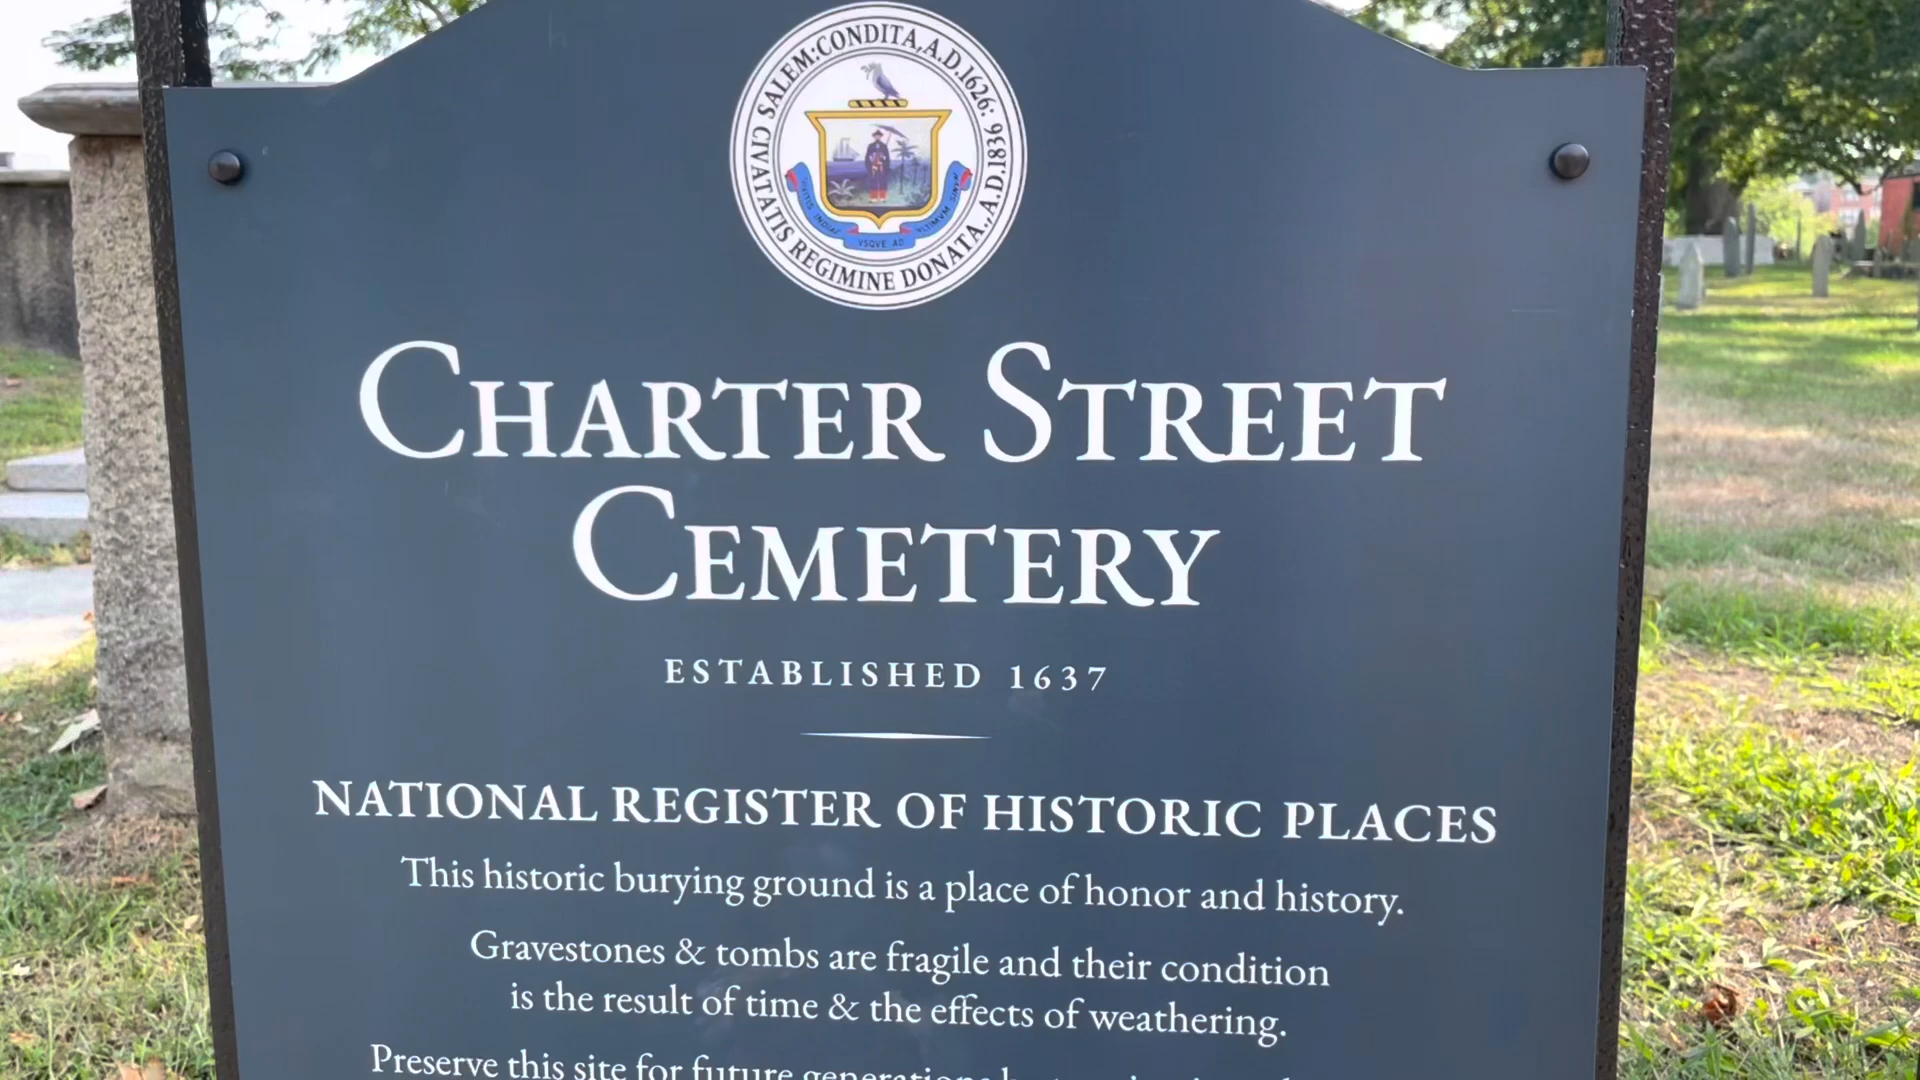 SALEM: CONDITA, A.D. 1626:
CIVATATIS REGIMINE DONATA., A.D. 1836
VSQVE AD
CHARTER STREET
CEMETERY
ESTABLISHED 1637
NATIONAL REGISTER OF HISTORIC PLACES
This historic burying ground is a place of honor and history.
Gravestones & tombs are fragile and their condition
is the result of time & the effects of weathering.
Preserve this site for future generations